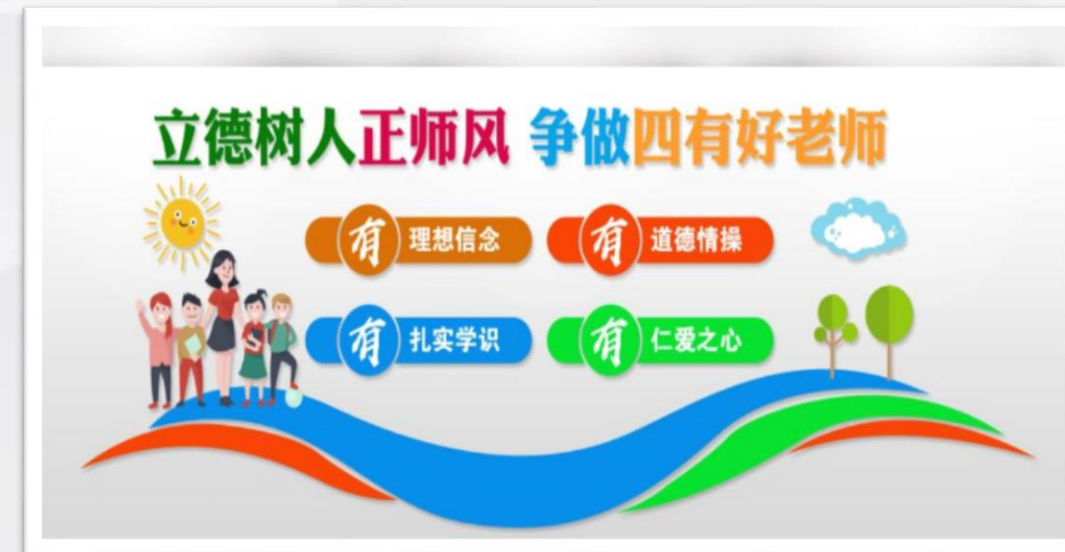 立德树人正师风 争做四有好老师
有 理想信念
有 道德情操
有 扎实学识
有 仁爱之心